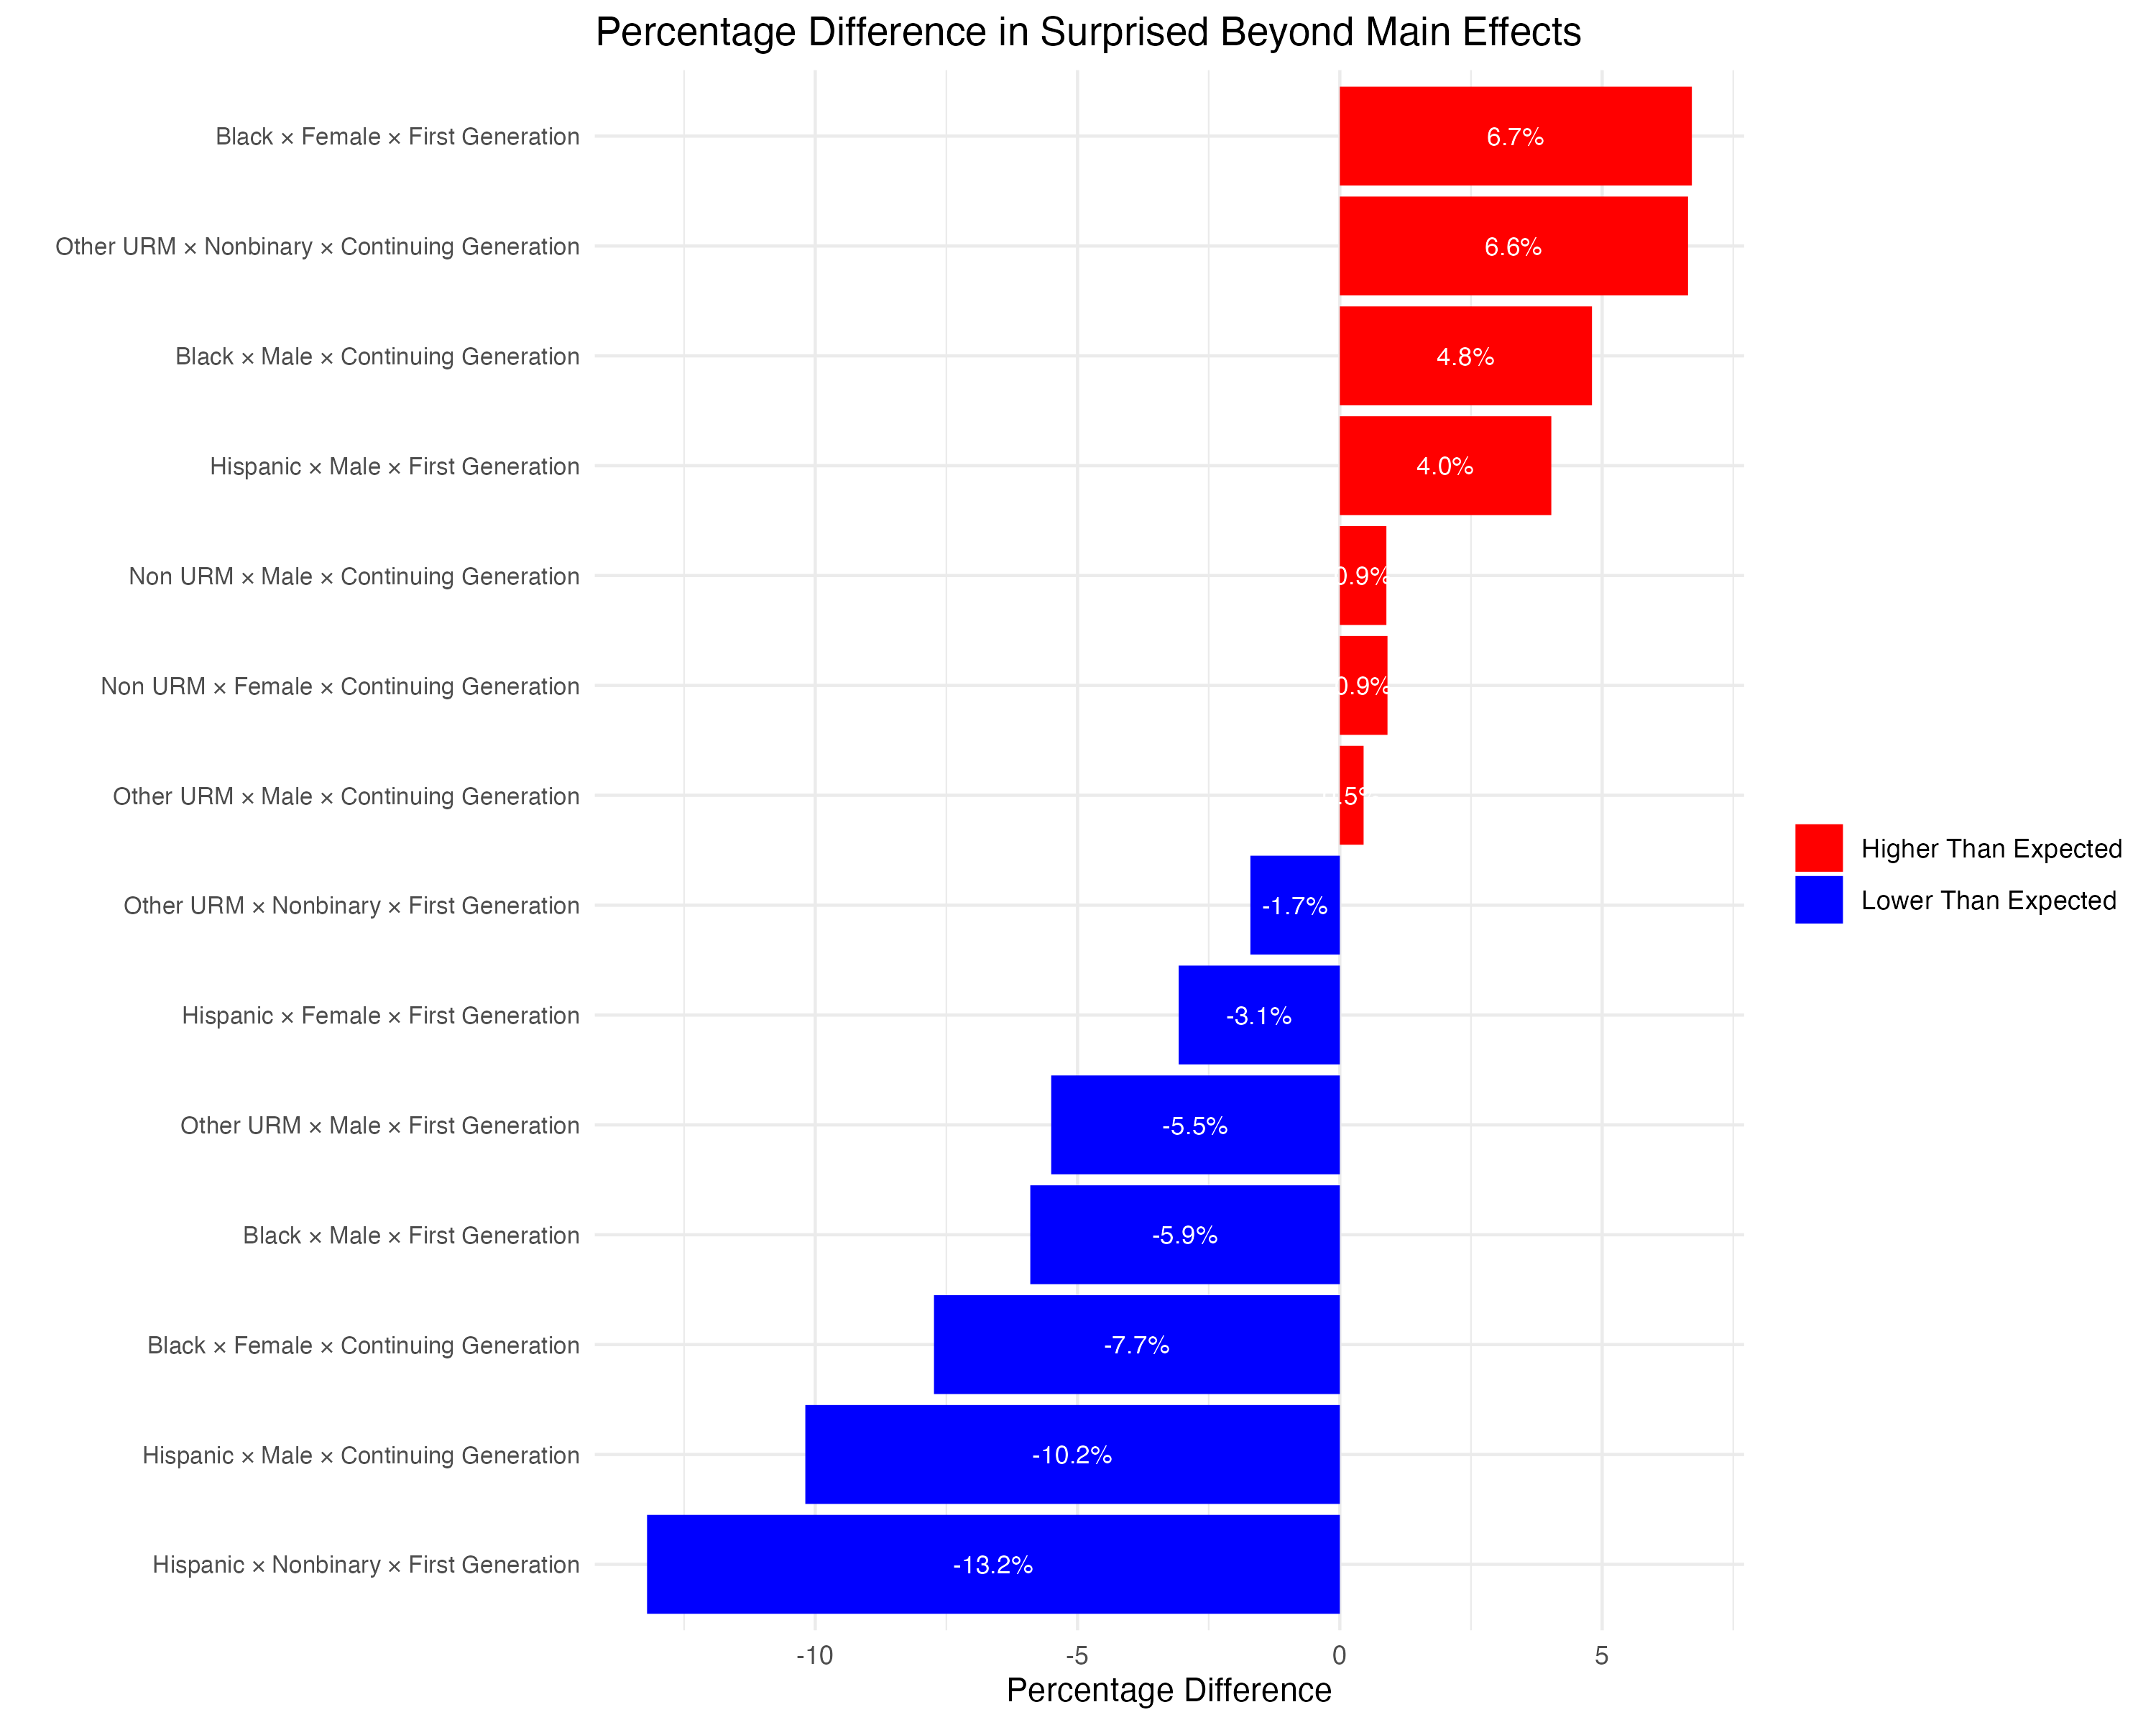 Percentage Difference in Surprised Beyond Main Effects
Black × Female × First Generation
6.7%
Other URM × Nonbinary × Continuing Generation
6.6%
Black × Male × Continuing Generation
4.8%
Hispanic × Male × First Generation
4.0%
Non URM × Male × Continuing Generation
0.9%
Non URM × Female × Continuing Generation
0.9%
Other URM × Male × Continuing Generation
Other URM × Nonbinary × First Generation
-1.7%
Hispanic × Female × First Generation
-3.1%
Other URM × Male × First Generation
-5.5%
Black × Male × First Generation
-5.9%
Black × Female × Continuing Generation
-7.7%
Hispanic × Male × Continuing Generation
-10.2%
Hispanic × Nonbinary × First Generation
-13.2%
Higher Than Expected
Lower Than Expected
-10 -5 0 5
Percentage Difference